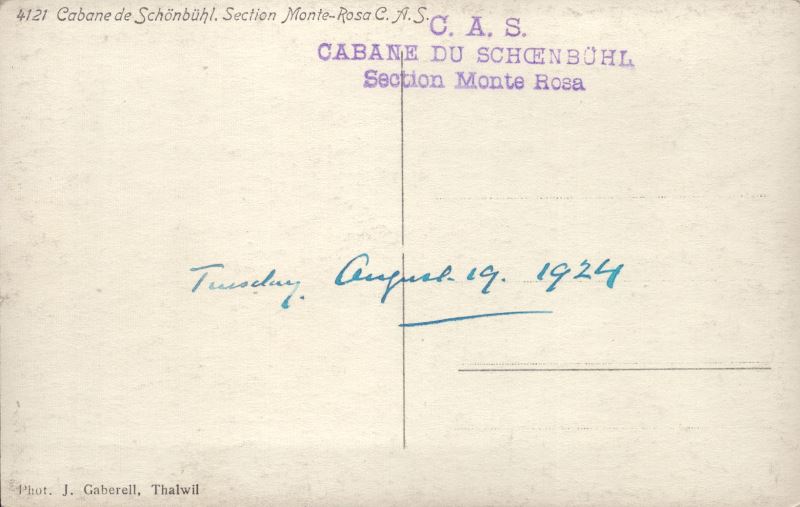 4121 Cabane de Schönbühl. Section Monte-Rosa C. A. S.
C. A. S.
CABANE DU SCHŒNBÜHL
Section Monte Rosa
Tuesday. August. 19. 1924
Phot. J. Gaberell, Thalwil